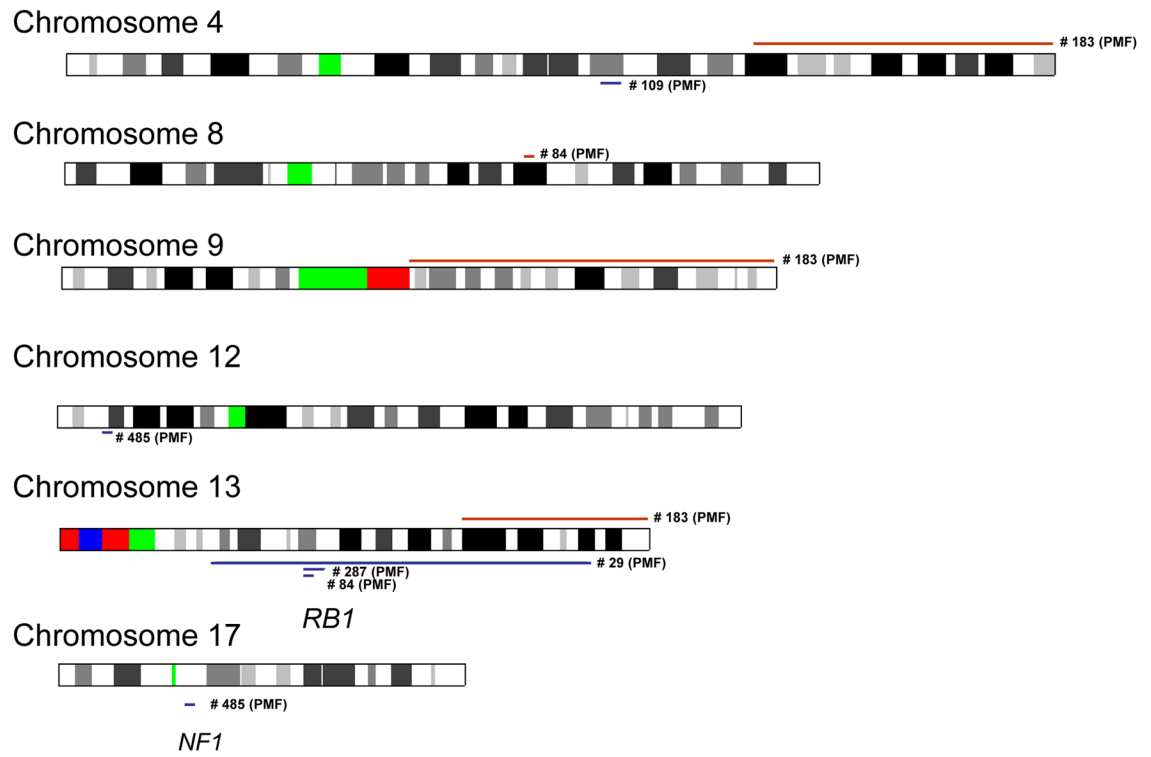 Chromosome 4
# 183 (PMF)
# 109 (PMF)
Chromosome 8
# 84 (PMF)
Chromosome 9
# 183 (PMF)
Chromosome 12
# 485 (PMF)
Chromosome 13
# 183 (PMF)
# 29 (PMF)
# 287 (PMF)
# 84 (PMF)
RB1
Chromosome 17
# 485 (PMF)
NF1